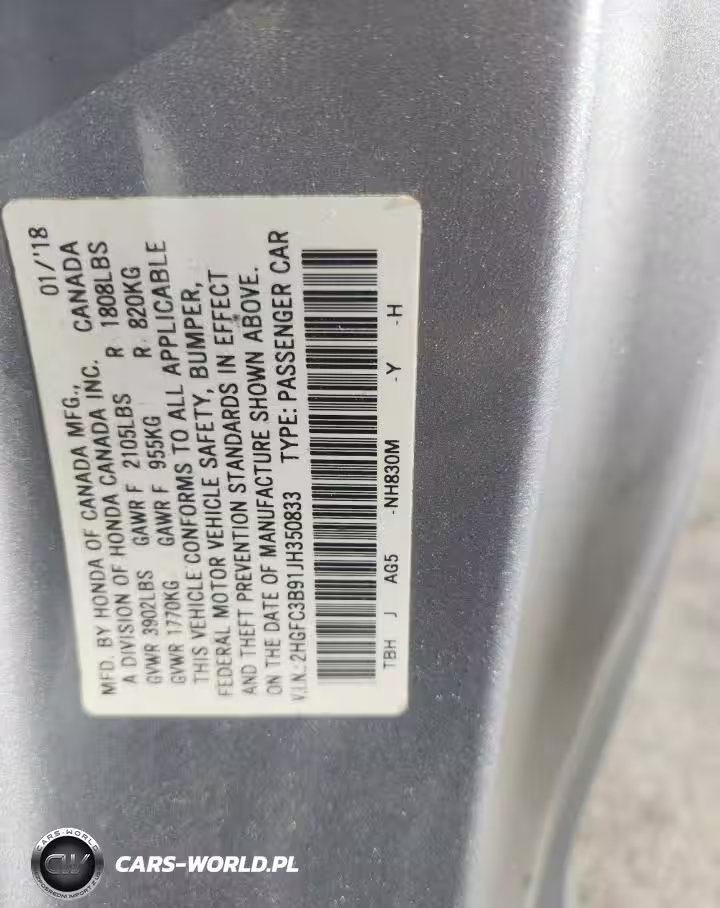 MFD. BY HONDA OF CANADA MFG., 01/'18
A DIVISION OF HONDA CANADA INC. CANADA
GVWR 3902LBS GAWR F 2105LBS R 1808LBS
GVWR 1770KG GAWR F 955KG R 820KG
THIS VEHICLE CONFORMS TO ALL APPLICABLE
FEDERAL MOTOR VEHICLE SAFETY, BUMPER,
AND THEFT PREVENTION STANDARDS IN EFFECT
ON THE DATE OF MANUFACTURE SHOWN ABOVE.
V.I.N.: 2HGFC3B91JH350833 TYPE: PASSENGER CAR
TBH J AG5 -NH830M -Y -H
CARS-WORLD
CW
CARS-WORLD.PL